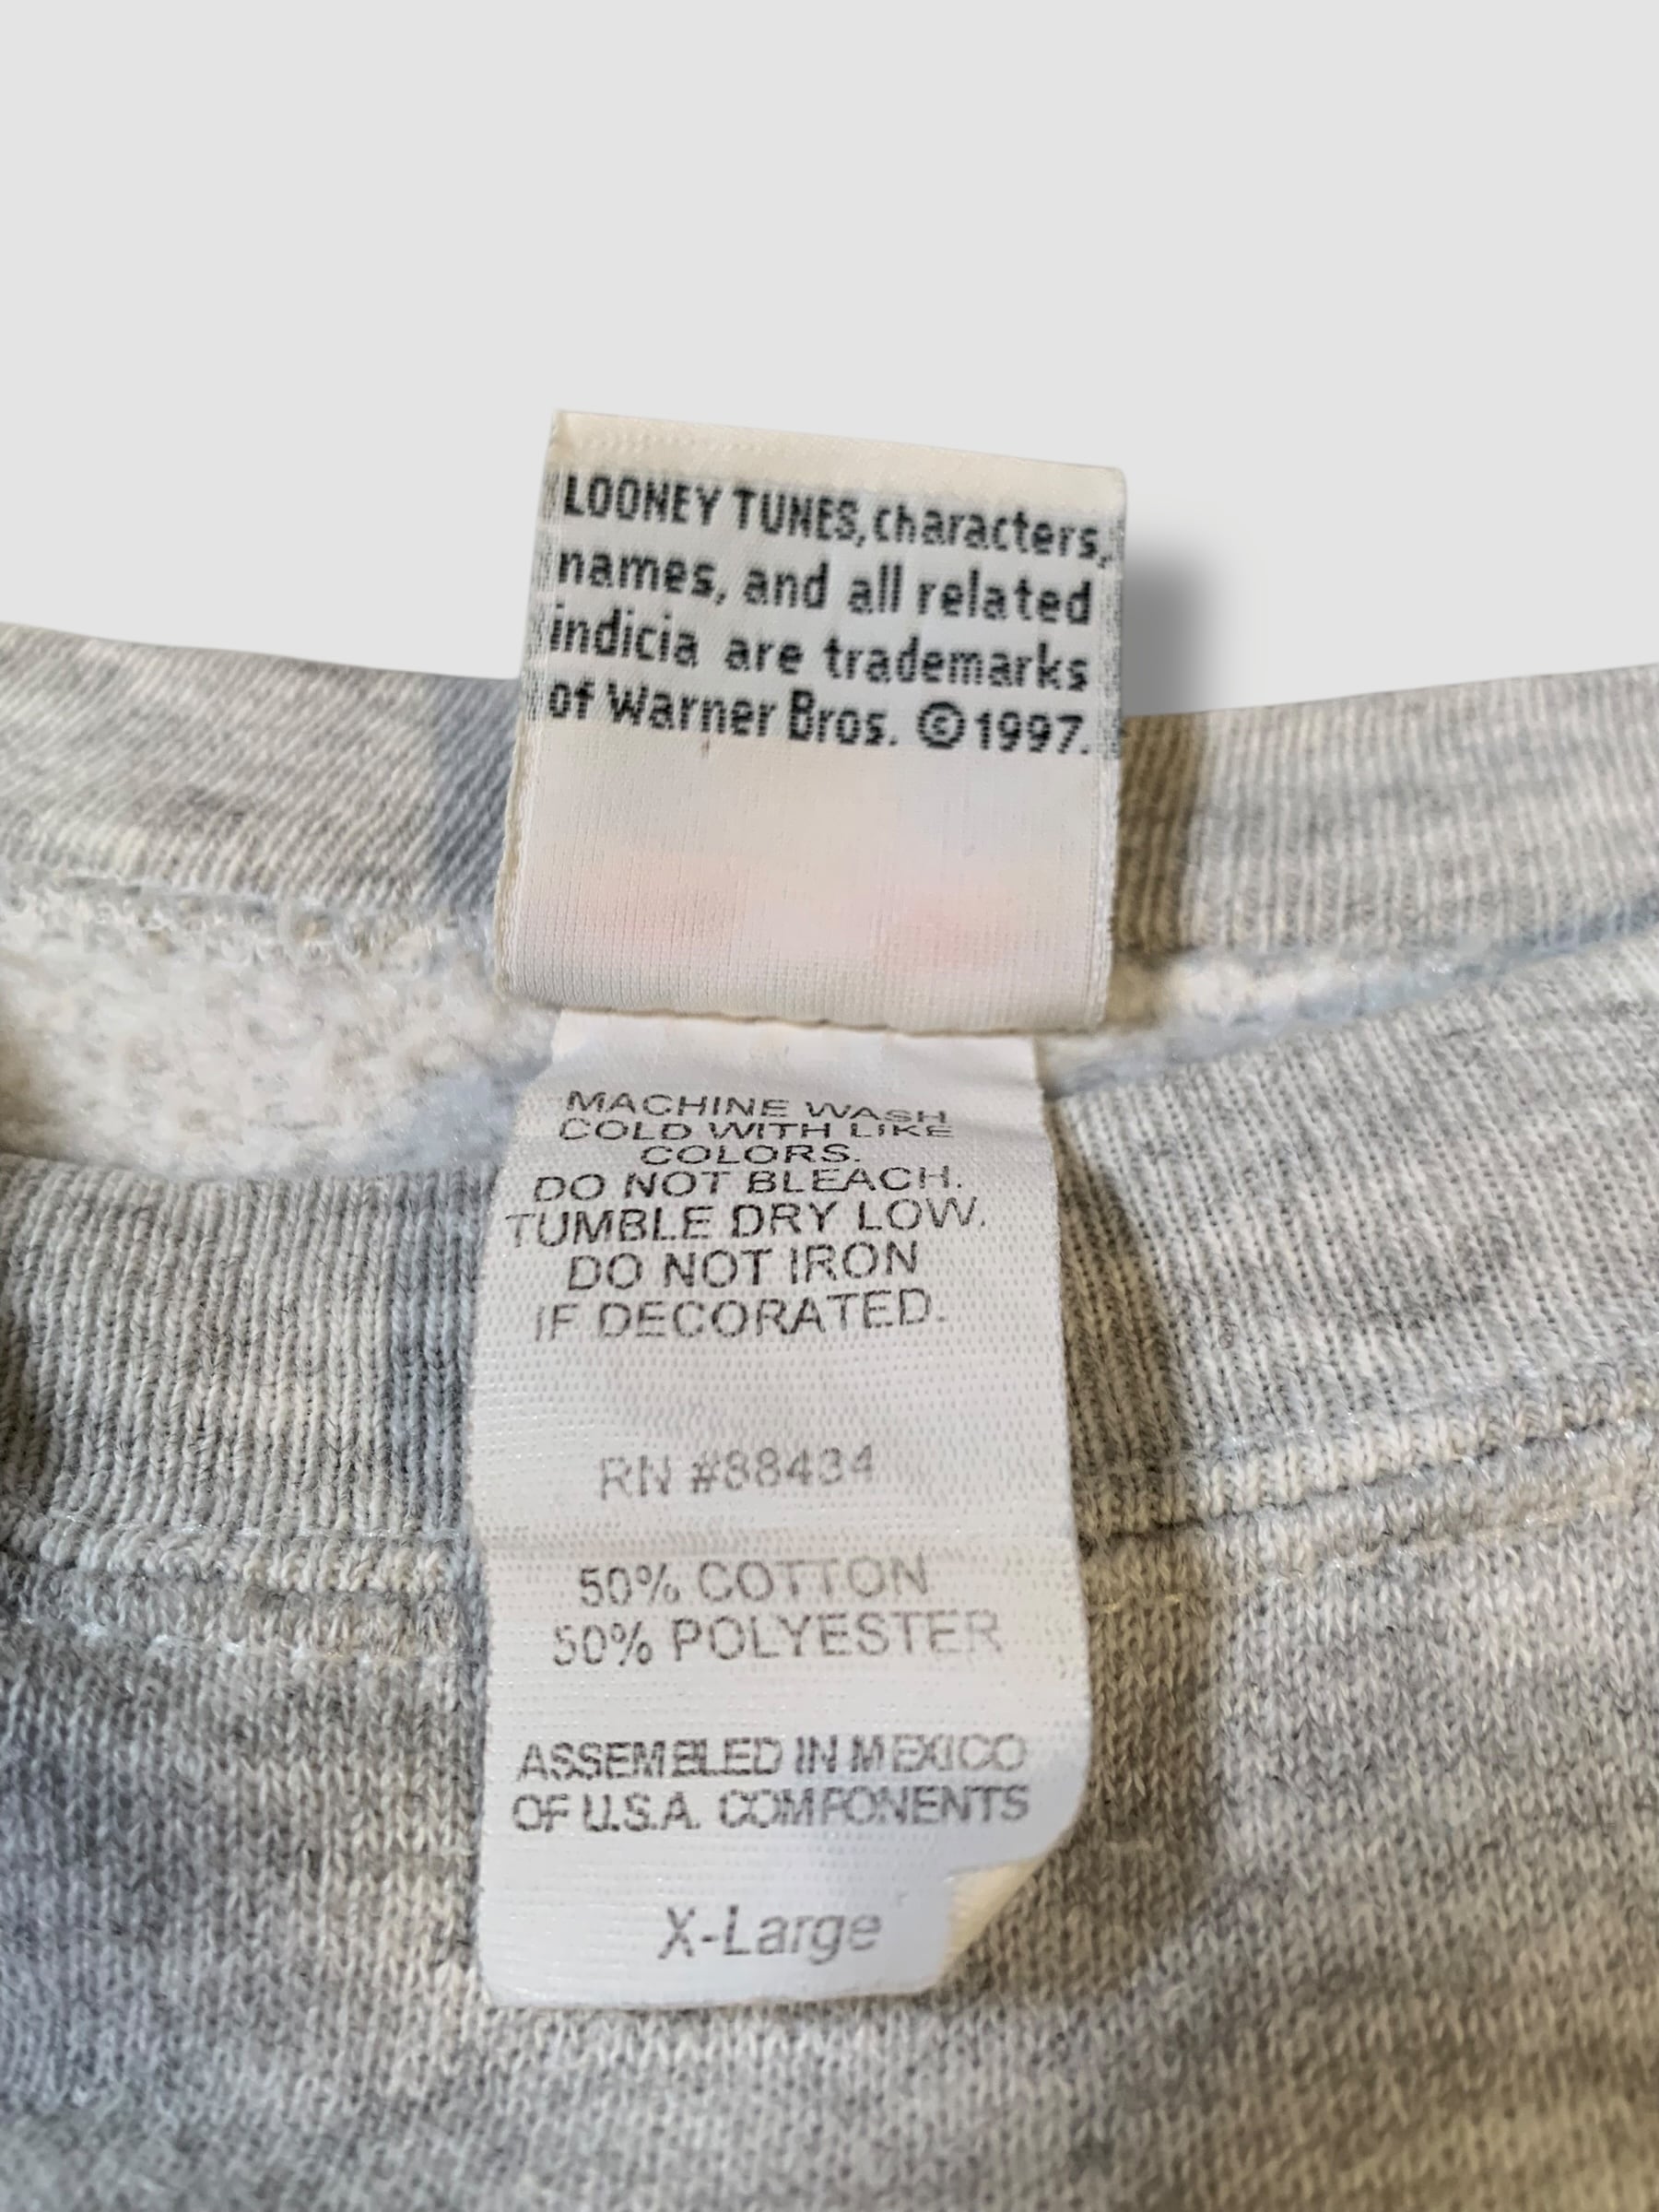 LOONEY TUNES, characters,
names, and all related
indicia are trademarks
of Warner Bros. ©1997.
MACHINE WASH
COLD WITH LIKE
COLORS.
DO NOT BLEACH.
TUMBLE DRY LOW.
DO NOT IRON
IF DECORATED.
RN #88434
50% COTTON
50% POLYESTER
ASSEMBLED IN MEXICO
OF U.S.A. COMPONENTS
X-Large